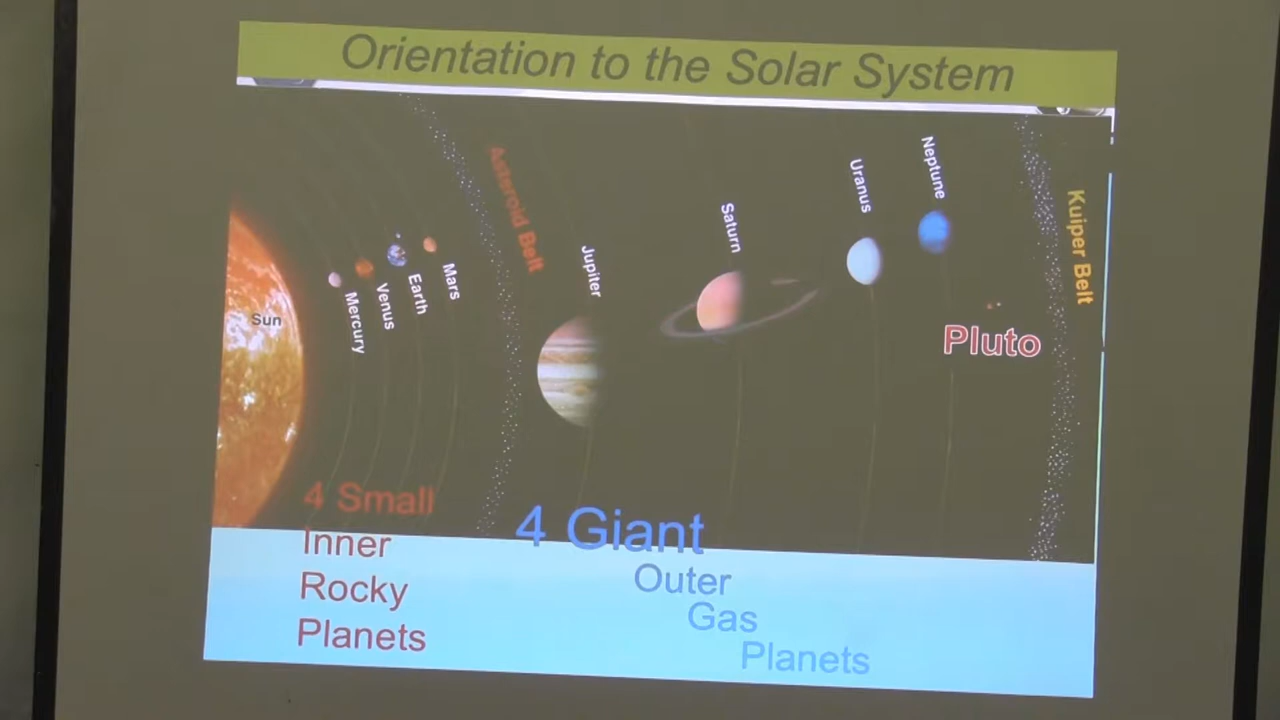 Orientation to the Solar System
Sun
Mercury
Venus
Earth
Mars
Asteroid Belt
Jupiter
Saturn
Uranus
Neptune
Pluto
Kuiper Belt
4 Small
Inner
Rocky
Planets
4 Giant
Outer
Gas
Planets